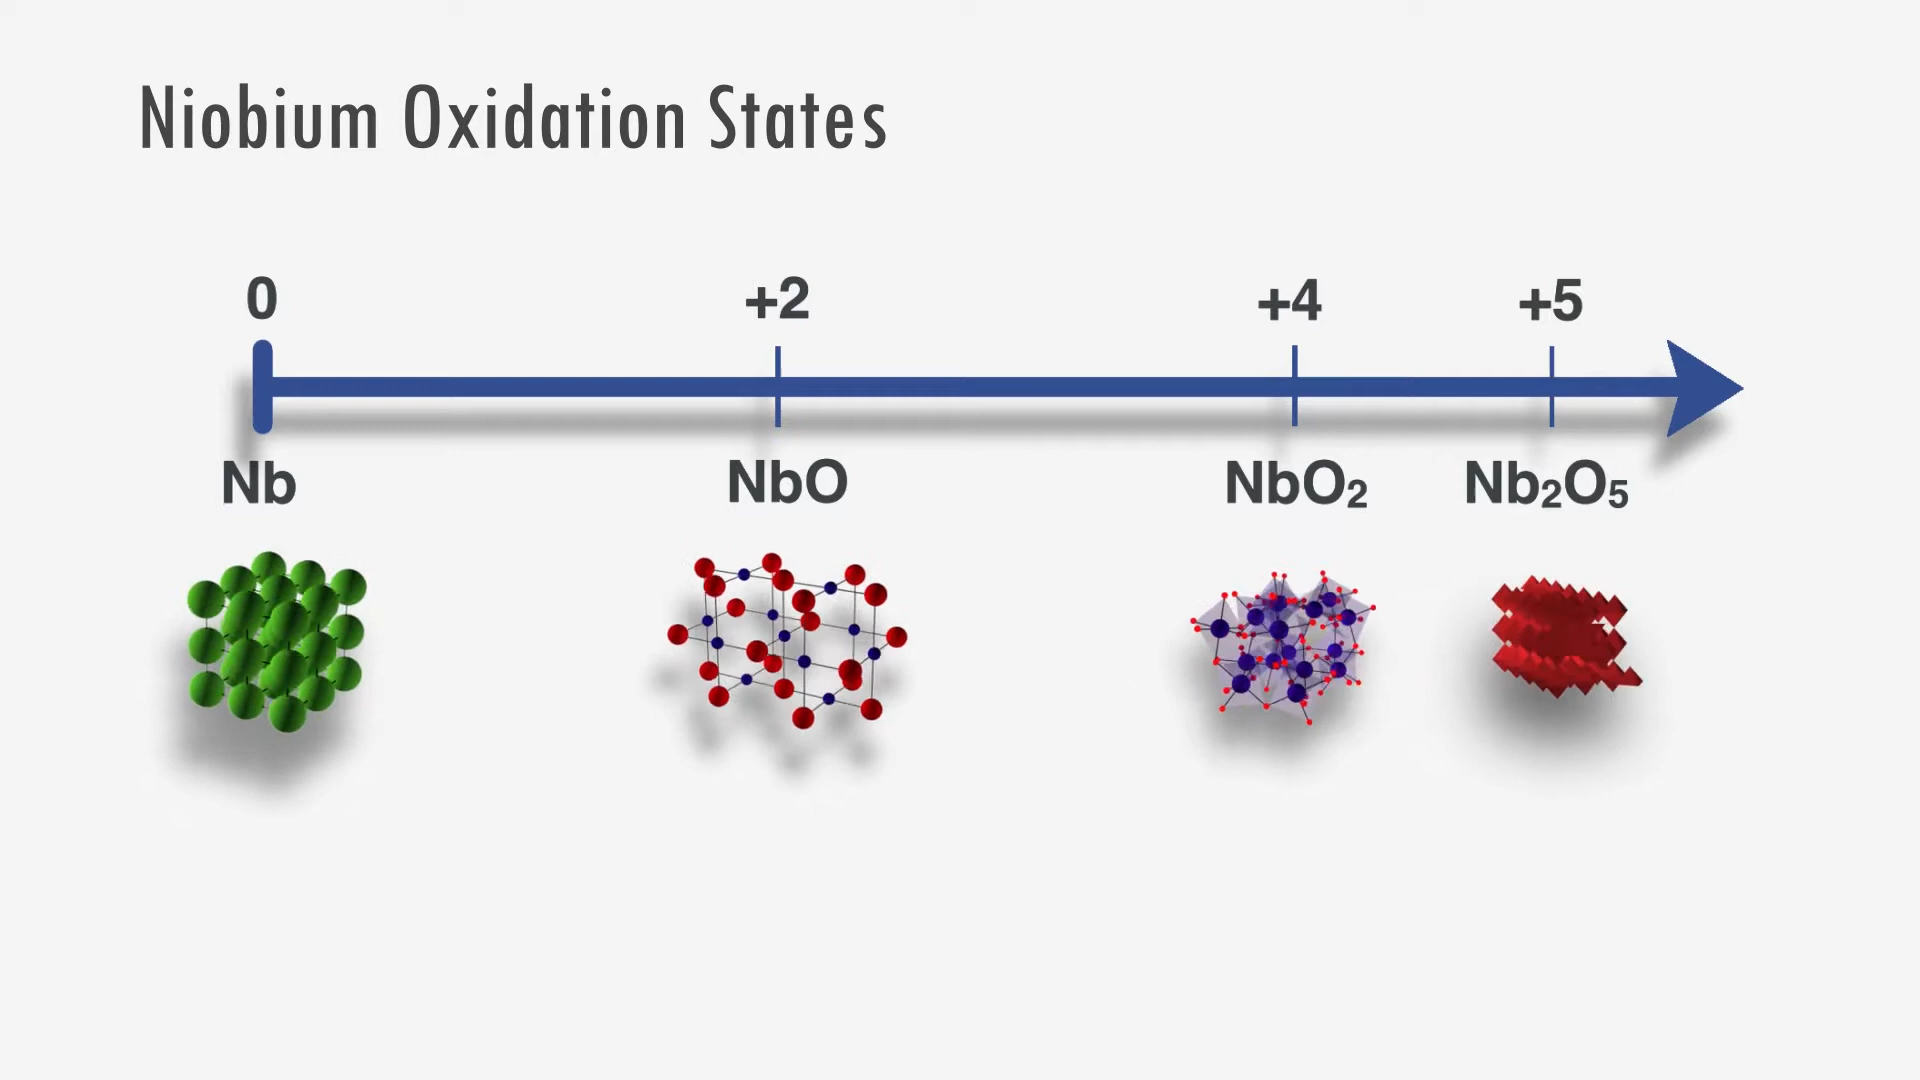 Niobium Oxidation States
0 +2 +4 +5
Nb NbO NbO₂ Nb₂O₅